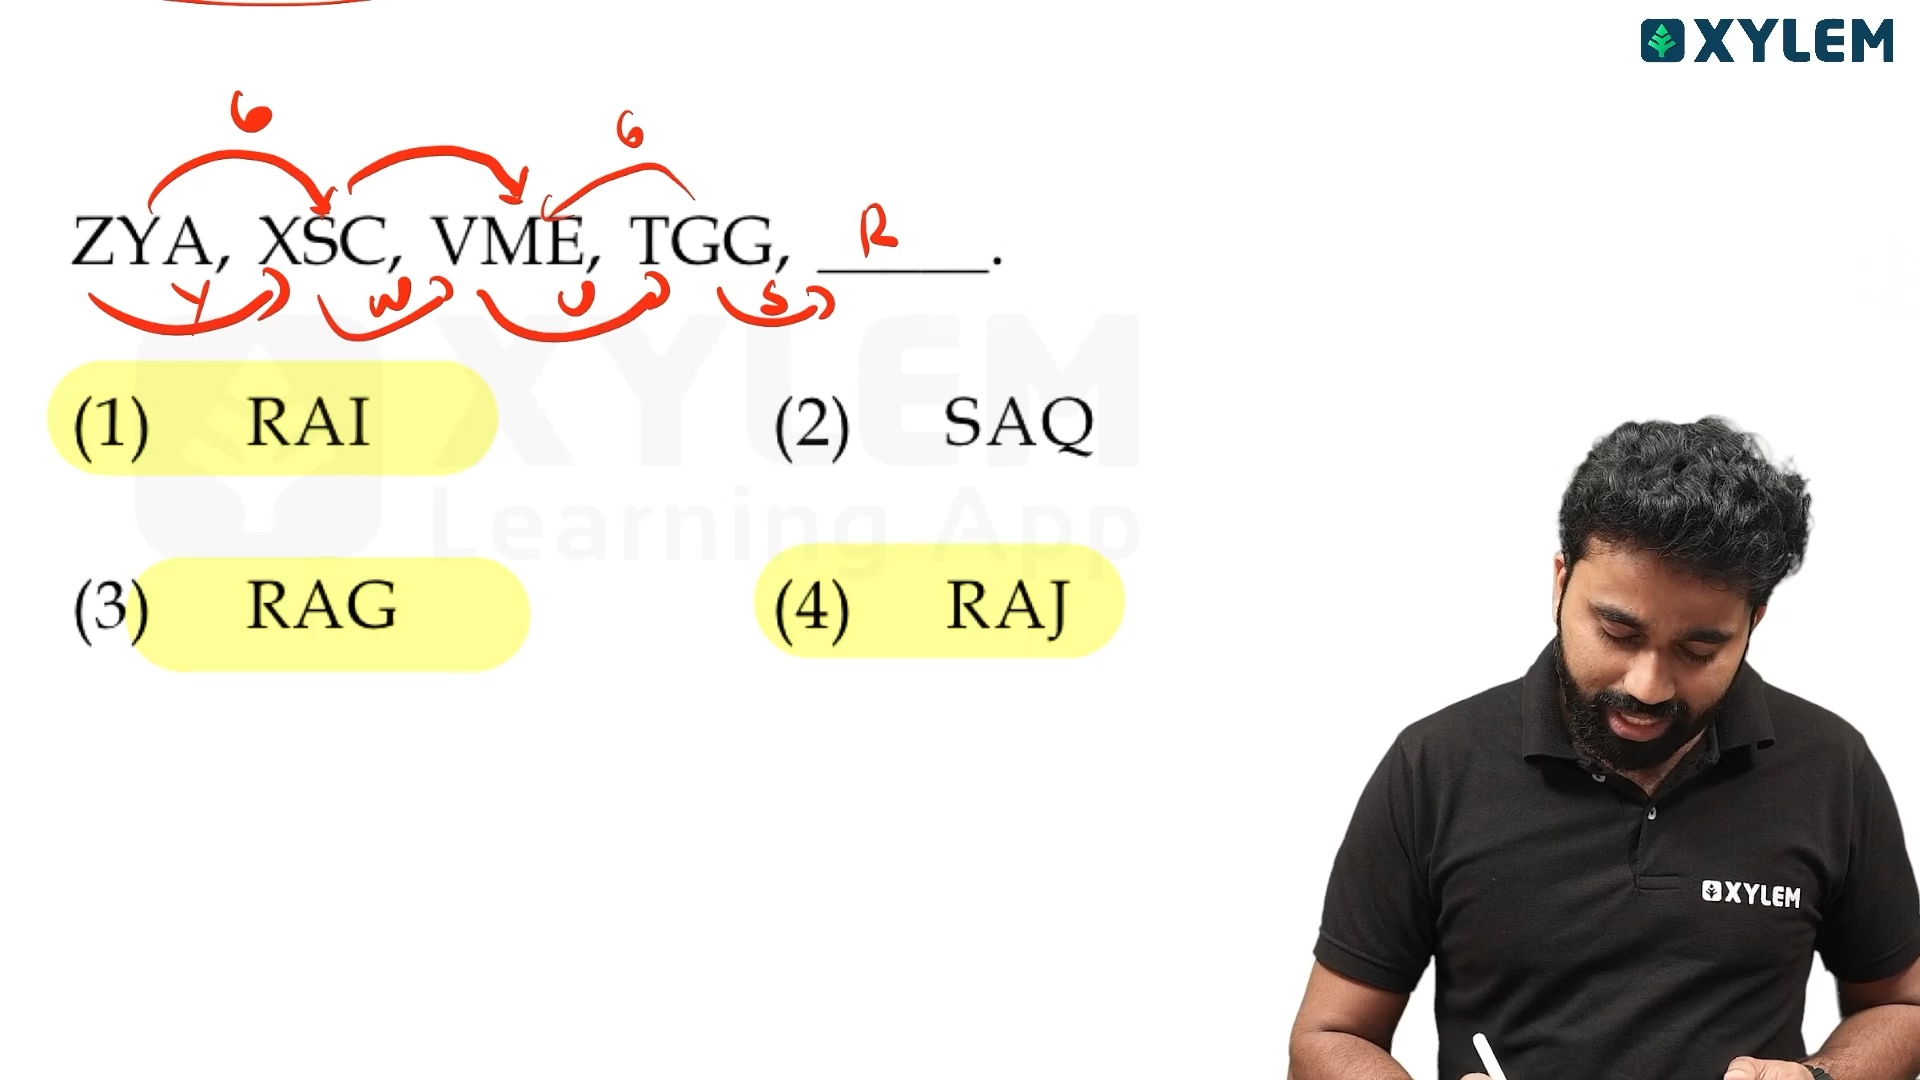 XYLEM
6 6
ZYA, XSC, VME, TGG, R.
Y W U S
(1) RAI (2) SAQ
XYLEM
Learning App
(3) RAG (4) RAJ
XYLEM